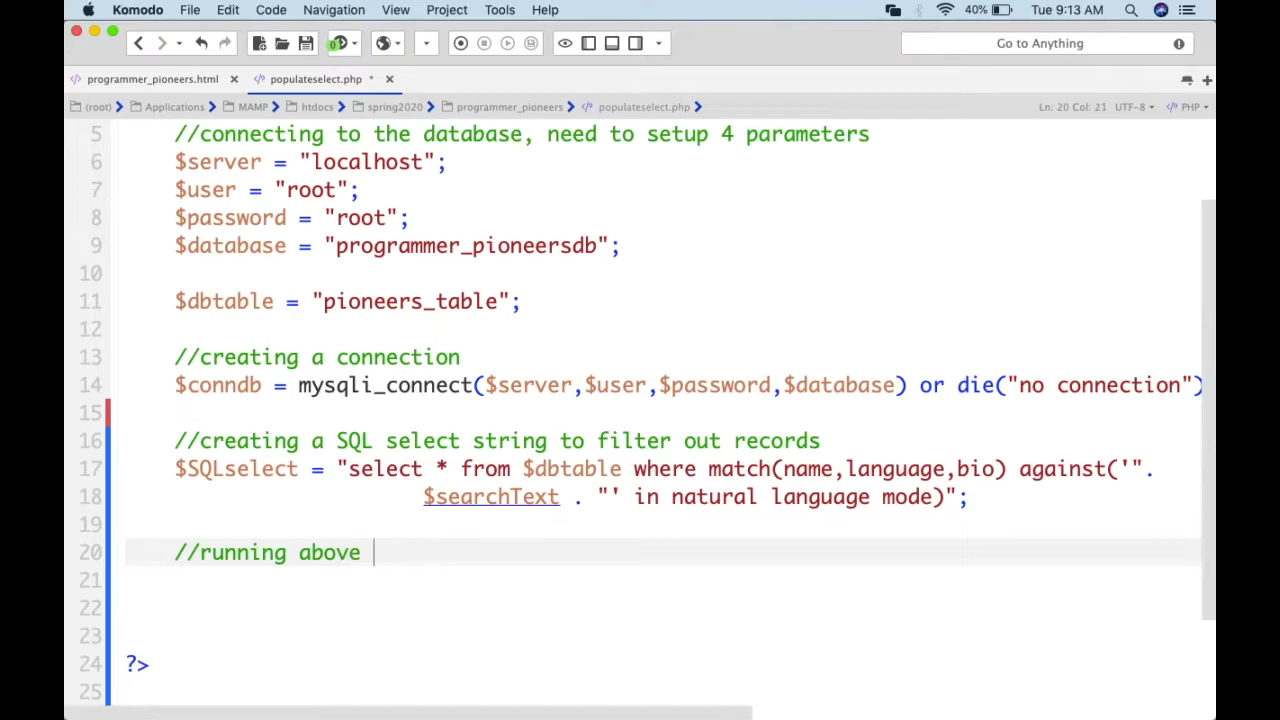 Komodo File Edit Code Navigation View Project Tools Help 40% Tue 9:13 AM
Go to Anything
programmer_pioneers.html populateselect.php *
(root) Applications MAMP htdocs spring2020 programmer_pioneers populateselect.php Ln: 20 Col: 21 UTF-8 PHP
5 //connecting to the database, need to setup 4 parameters
6 $server = "localhost";
7 $user = "root";
8 $password = "root";
9 $database = "programmer_pioneersdb";
10
11 $dbtable = "pioneers_table";
12
13 //creating a connection
14 $conndb = mysqli_connect($server,$user,$password,$database) or die("no connection")
15
16 //creating a SQL select string to filter out records
17 $SQLselect = "select * from $dbtable where match(name,language,bio) against('".
18 $searchText . "' in natural language mode)";
19
20 //running above
21
22
23
24 ?>
25